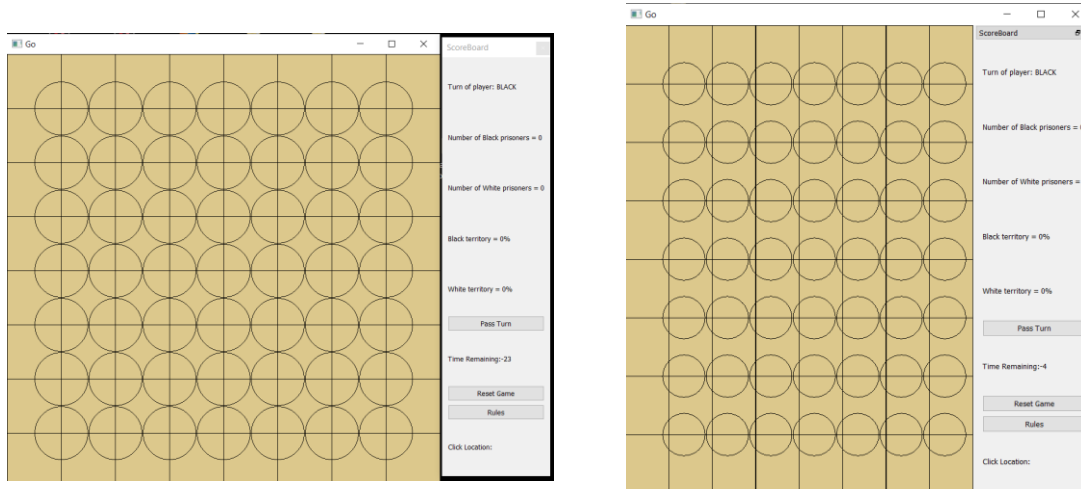 Go
ScoreBoard
Turn of player: BLACK
Number of Black prisoners = 0
Number of White prisoners = 0
Black territory = 0%
White territory = 0%
Pass Turn
Time Remaining:-23
Reset Game
Rules
Click Location:
Go
ScoreBoard
Turn of player: BLACK
Number of Black prisoners =
Number of White prisoners =
Black territory = 0%
White territory = 0%
Pass Turn
Time Remaining:-4
Reset Game
Rules
Click Location: